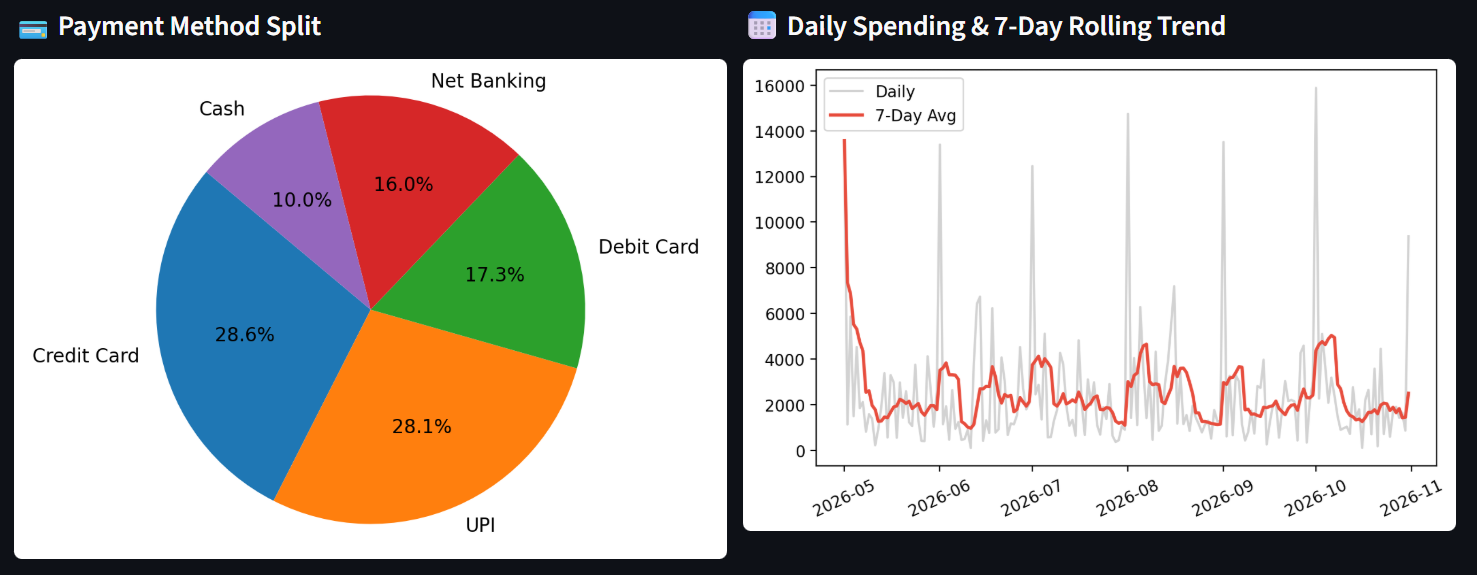 Payment Method Split
Net Banking
Cash
16.0%
10.0%
Debit Card
17.3%
28.6%
Credit Card
28.1%
UPI
Daily Spending & 7-Day Rolling Trend
16000
Daily
7-Day Avg
14000
12000
10000
8000
6000
4000
2000
0
2026-05
2026-06
2026-07
2026-08
2026-09
2026-10
2026-11